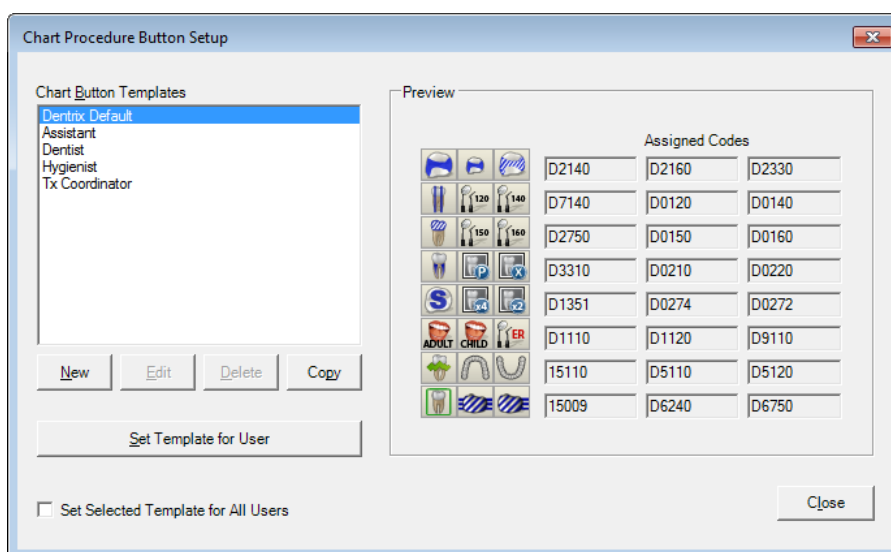 Chart Procedure Button Setup
Chart Button Templates
Dentrix Default
Assistant
Dentist
Hygienist
Tx Coordinator
New Edit Delete Copy
Set Template for User
Set Selected Template for All Users
Preview
Assigned Codes
D2140 D2160 D2330
120 140 D7140 D0120 D0140
150 160 D2750 D0150 D0160
P X D3310 D0210 D0220
S x4 x2 D1351 D0274 D0272
ADULT CHILD ER D1110 D1120 D9110
15110 D5110 D5120
15009 D6240 D6750
Close